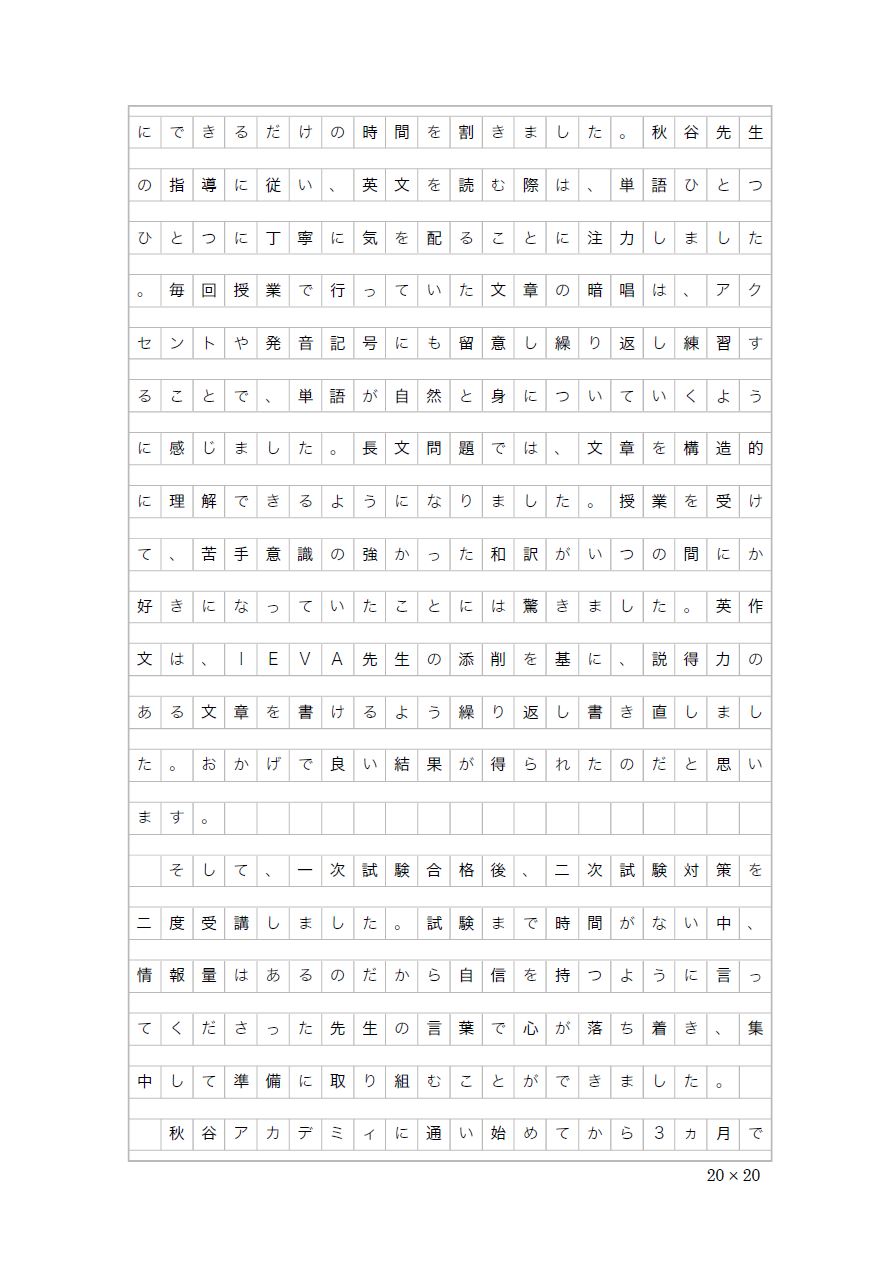 にできるだけの時間を割きました。秋谷先生
の指導に従い、英文を読む際は、単語ひとつ
ひとつに丁寧に気を配ることに注力しました
。毎回授業で行っていた文章の暗唱は、アク
セントや発音記号にも留意し繰り返し練習す
ることで、単語が自然と身についていくよう
に感じました。長文問題では、文章を構造的
に理解できるようになりました。授業を受け
て、苦手意識の強かった和訳がいつの間にか
好きになっていたことには驚きました。英作
文は、ＩＥＶＡ先生の添削を基に、説得力の
ある文章を書けるよう繰り返し書き直しまし
た。おかげで良い結果が得られたのだと思い
ます。
　そして、一次試験合格後、二次試験対策を
二度受講しました。試験まで時間がない中、
情報量はあるのだから自信を持つように言っ
てくださった先生の言葉で心が落ち着き、集
中して準備に取り組むことができました。
　秋谷アカデミィに通い始めてから３ヵ月で
20 × 20